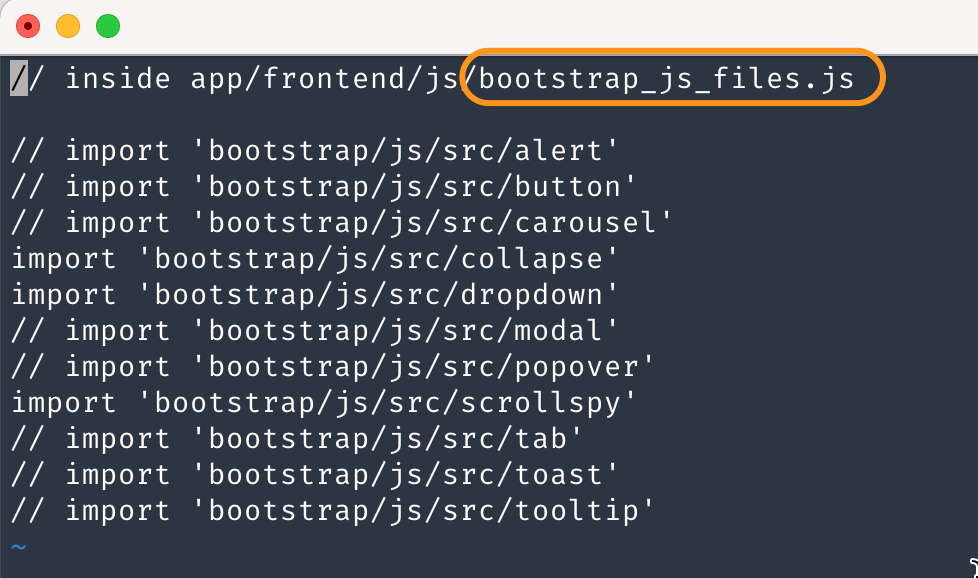 // inside app/frontend/js/bootstrap_js_files.js
// import 'bootstrap/js/src/alert'
// import 'bootstrap/js/src/button'
// import 'bootstrap/js/src/carousel'
import 'bootstrap/js/src/collapse'
import 'bootstrap/js/src/dropdown'
// import 'bootstrap/js/src/modal'
// import 'bootstrap/js/src/popover'
import 'bootstrap/js/src/scrollspy'
// import 'bootstrap/js/src/tab'
// import 'bootstrap/js/src/toast'
// import 'bootstrap/js/src/tooltip'
~